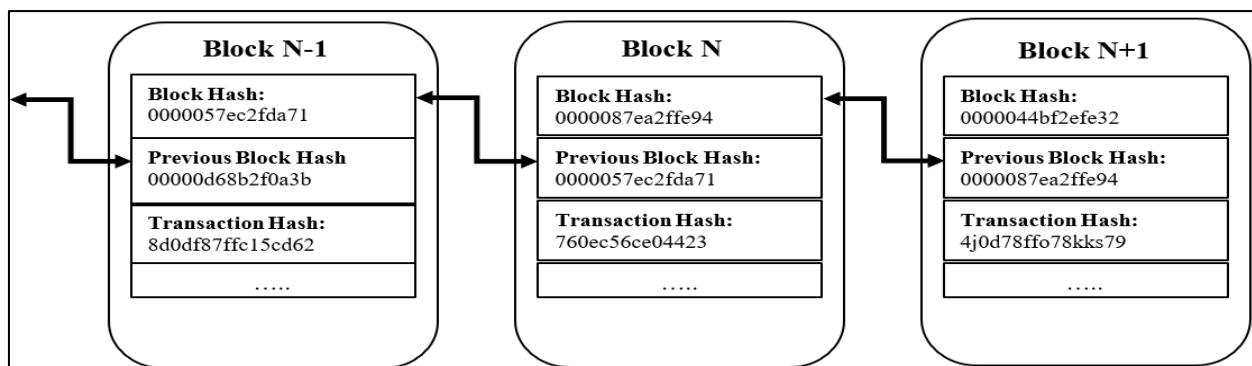 Block N-1
Block Hash:
0000057ec2fda71
Previous Block Hash
00000d68b2f0a3b
Transaction Hash:
8d0df87ffc15cd62
.....
Block N
Block Hash:
0000087ea2ffe94
Previous Block Hash:
0000057ec2fda71
Transaction Hash:
760ec56ce04423
.....
Block N+1
Block Hash:
0000044bf2efe32
Previous Block Hash:
0000087ea2ffe94
Transaction Hash:
4j0d78ffo78kks79
.....